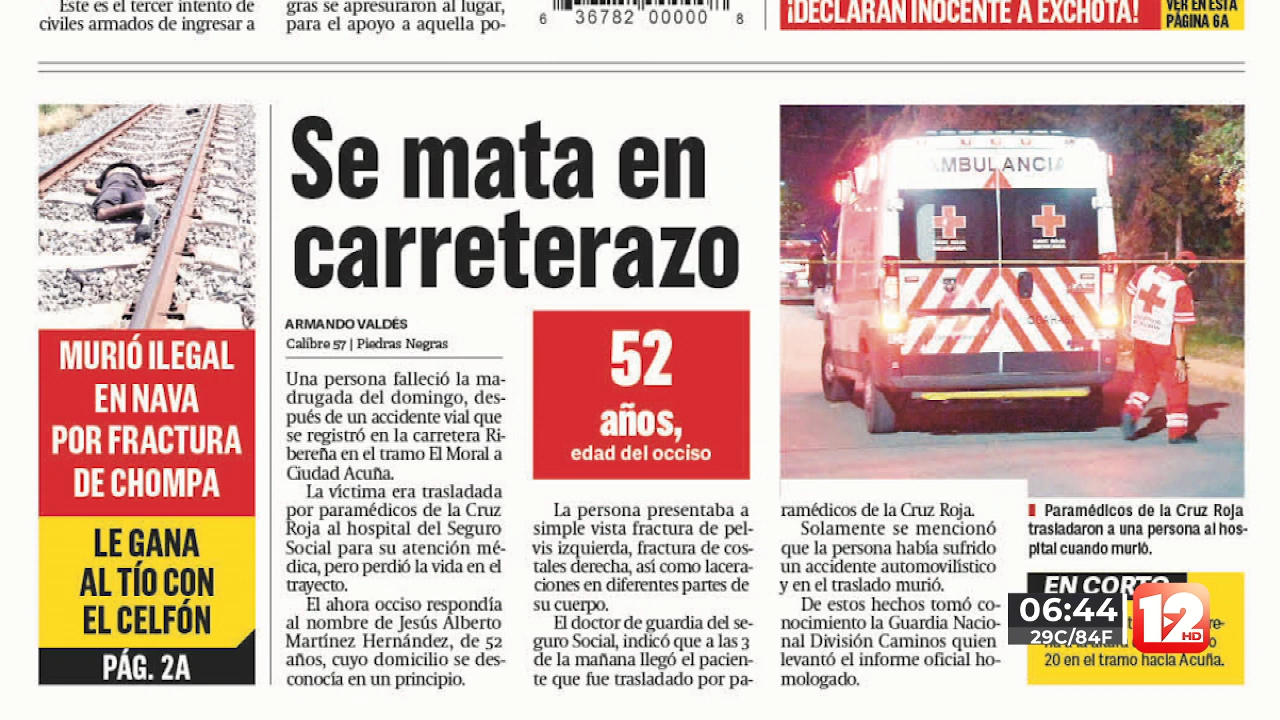 Este es el tercer intento de
civiles armados de ingresar a
gras se apresuraron al lugar,
para el apoyo a aquella po-
6 36782 00000 8
¡DECLARAN INOCENTE A EXCHOTA!
VER EN ESTA
PÁGINA 6A
MURIÓ ILEGAL
EN NAVA
POR FRACTURA
DE CHOMPA
LE GANA
AL TÍO CON
EL CELFÓN
PÁG. 2A
Se mata en
carreterazo
ARMANDO VALDÉS
Calibre 57 | Piedras Negras
Una persona falleció la ma-
drugada del domingo, des-
pués de un accidente vial que
se registró en la carretera Ri-
bereña en el tramo El Moral a
Ciudad Acuña.
La víctima era trasladada
por paramédicos de la Cruz
Roja al hospital del Seguro
Social para su atención mé-
dica, pero perdió la vida en el
trayecto.
El ahora occiso respondía
al nombre de Jesús Alberto
Martínez Hernández, de 52
años, cuyo domicilio se des-
conocía en un principio.
52
años,
edad del occiso
La persona presentaba a
simple vista fractura de pel-
vis izquierda, fractura de cos-
tales derecha, así como lacera-
ciones en diferentes partes de
su cuerpo.
El doctor de guardia del se-
guro Social, indicó que a las 3
de la mañana llegó el pacien-
te que fue trasladado por pa-
ramédicos de la Cruz Roja.
Solamente se mencionó
que la persona había sufrido
un accidente automovilístico
y en el traslado murió.
De estos hechos tomó co-
nocimiento la Guardia Nacio-
nal División Caminos quien
levantó el informe oficial ho-
mologado.
AMBULANCIA
Paramédicos de la Cruz Roja
trasladaron a una persona al hos-
pital cuando murió.
EN CORTO
20 en el tramo hacia Acuña.
06:44
29C/84F
12
HD